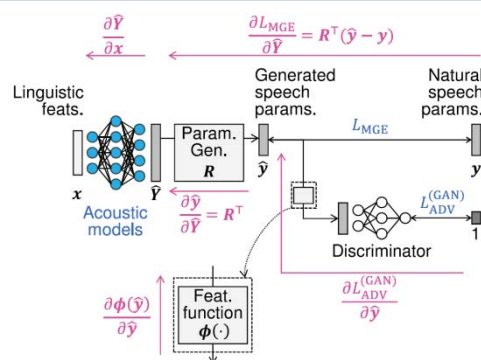 ∂Ŷ/∂x
∂L_MGE/∂Ŷ = R^⊤(ŷ − y)
Linguistic
feats.
Generated
speech
params.
Natural
speech
params.
Param.
Gen.
R
L_MGE
x
Ŷ
ŷ
y
Acoustic
models
∂ŷ/∂Ŷ = R^⊤
L_ADV^(GAN)
1
Discriminator
∂ϕ(ŷ)/∂ŷ
Feat.
function
ϕ(·)
∂L_ADV^(GAN)/∂ŷ